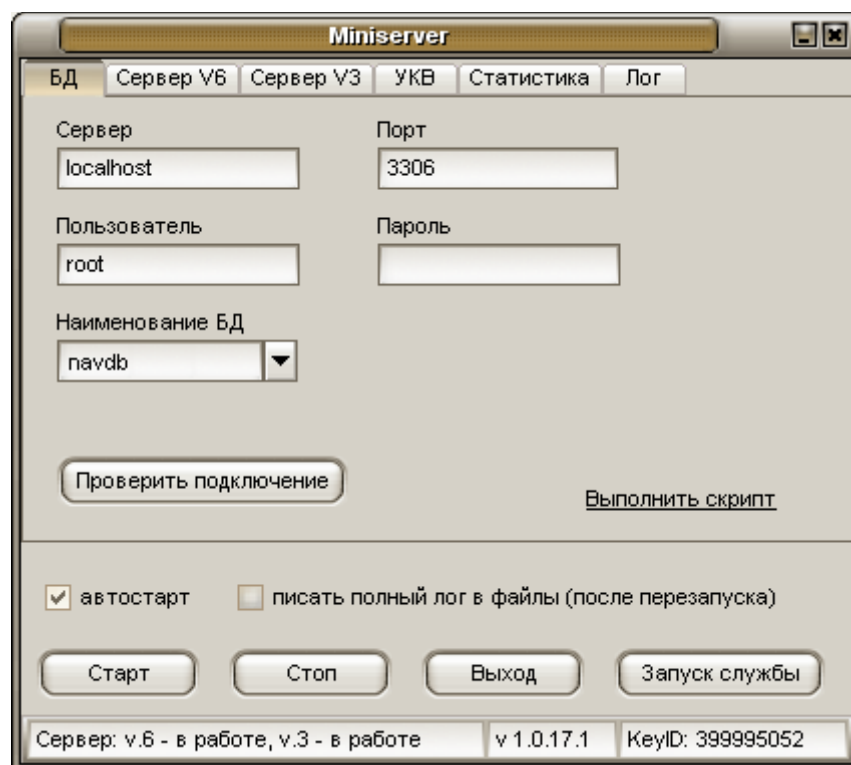 Miniserver
БД Сервер V6 Сервер V3 УКВ Статистика Лог
Сервер Порт
localhost 3306
Пользователь Пароль
root
Наименование БД
navdb
Проверить подключение
Выполнить скрипт
автостарт писать полный лог в файлы (после перезапуска)
Старт Стоп Выход Запуск службы
Сервер: v.6 - в работе, v.3 - в работе v 1.0.17.1 KeyID: 399995052